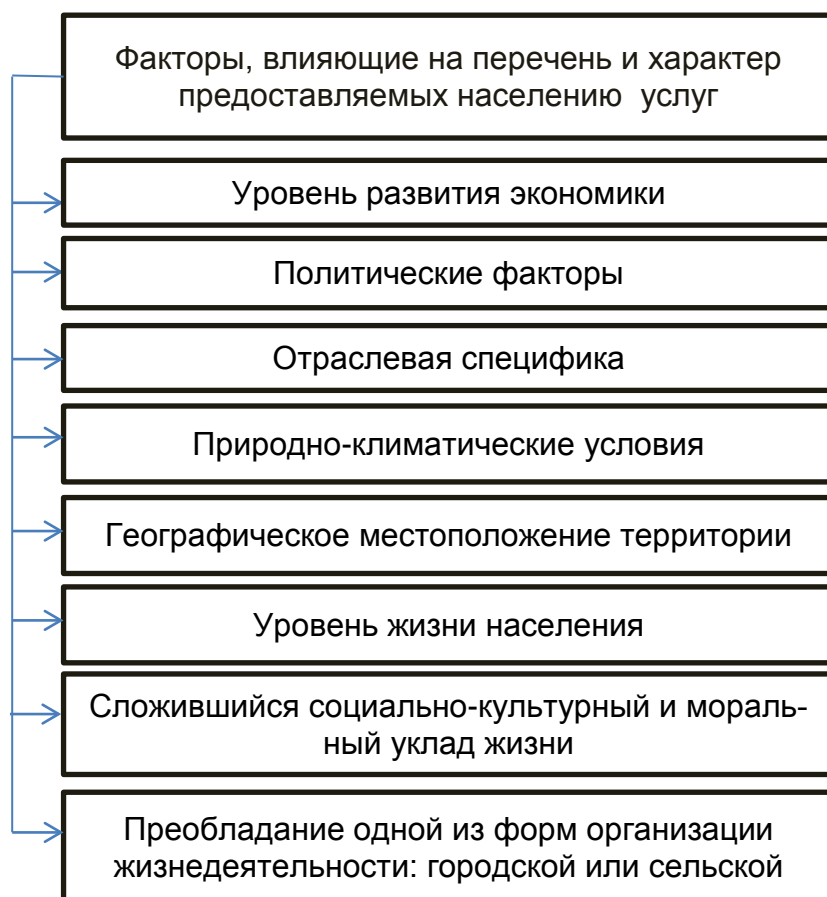 Факторы, влияющие на перечень и характер
предоставляемых населению услуг
Уровень развития экономики
Политические факторы
Отраслевая специфика
Природно-климатические условия
Географическое местоположение территории
Уровень жизни населения
Сложившийся социально-культурный и мораль-
ный уклад жизни
Преобладание одной из форм организации
жизнедеятельности: городской или сельской